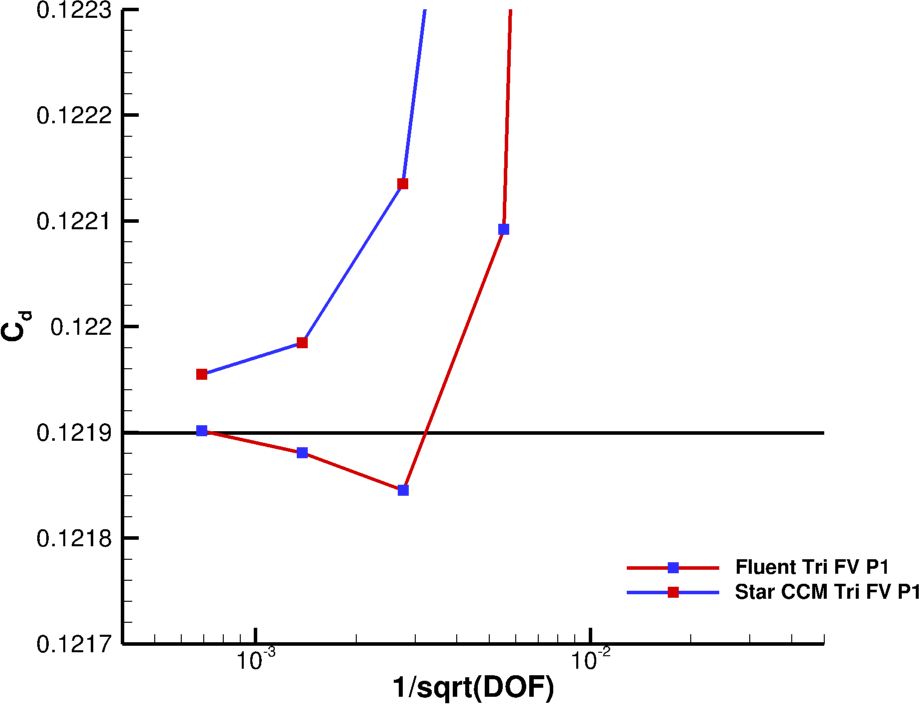 0.1223
0.1222
0.1221
0.122
0.1219
0.1218
0.1217
C_d
10^-3
10^-2
1/sqrt(DOF)
Fluent Tri FV P1
Star CCM Tri FV P1